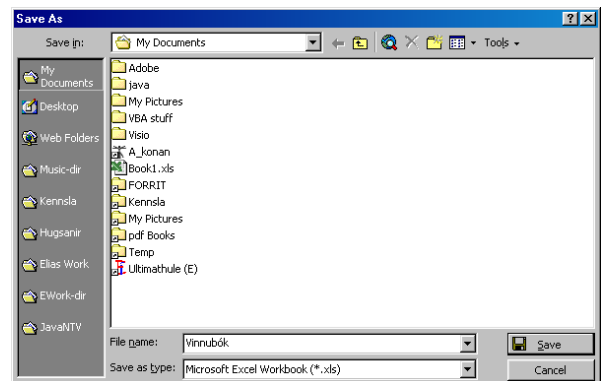 Save As
Save in: My Documents Tools
My Documents
Desktop
Web Folders
Music-dir
Kennsla
Hugsanir
Elias Work
EWork-dir
JavaNTV
Adobe
java
My Pictures
VBA stuff
Visio
A_konan
Book1.xls
FORRIT
Kennsla
My Pictures
pdf Books
Temp
Ultimathule (E)
File name: Vinnubók Save
Save as type: Microsoft Excel Workbook (*.xls) Cancel